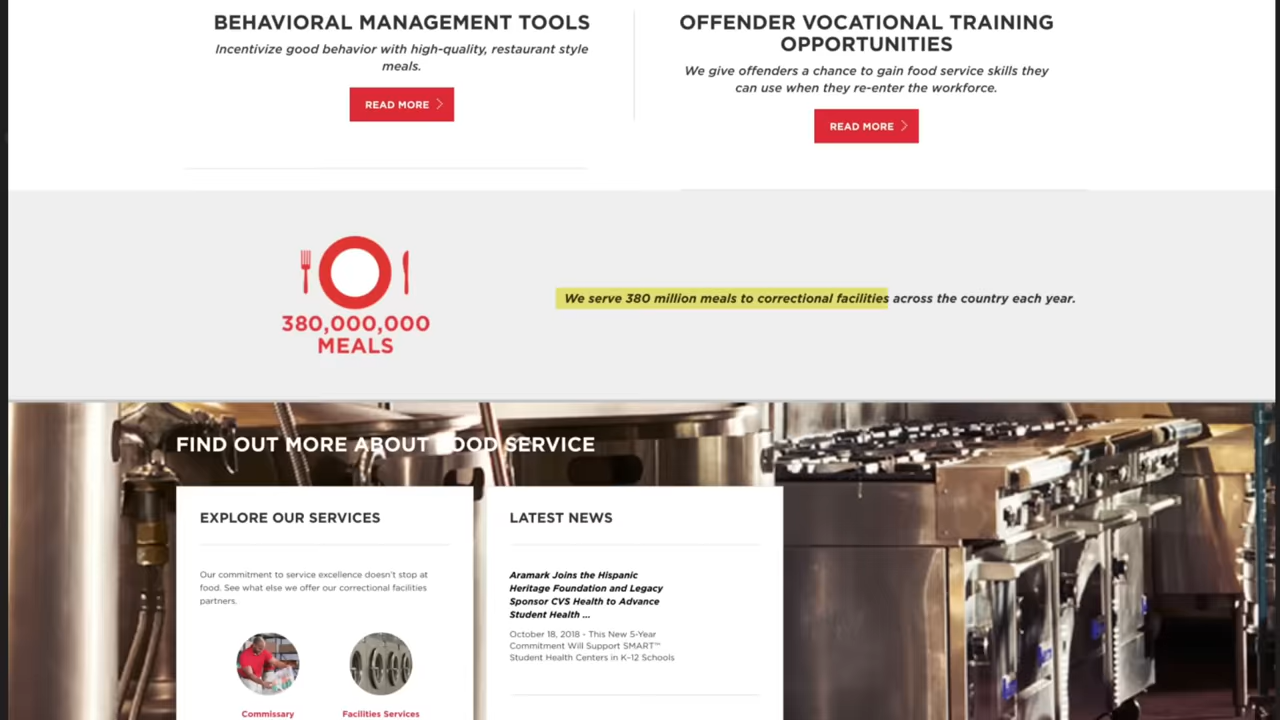 BEHAVIORAL MANAGEMENT TOOLS
Incentivize good behavior with high-quality, restaurant style
meals.
READ MORE
OFFENDER VOCATIONAL TRAINING
OPPORTUNITIES
We give offenders a chance to gain food service skills they
can use when they re-enter the workforce.
READ MORE
380,000,000
MEALS
We serve 380 million meals to correctional facilities across the country each year.
FIND OUT MORE ABOUT FOOD SERVICE
EXPLORE OUR SERVICES
Our commitment to service excellence doesn't stop at
food. See what else we offer our correctional facilities
partners.
Commissary
Facilities Services
LATEST NEWS
Aramark Joins the Hispanic
Heritage Foundation and Legacy
Sponsor CVS Health to Advance
Student Health ...
October 18, 2018 - This New 5-Year
Commitment Will Support SMART™
Student Health Centers in K–12 Schools